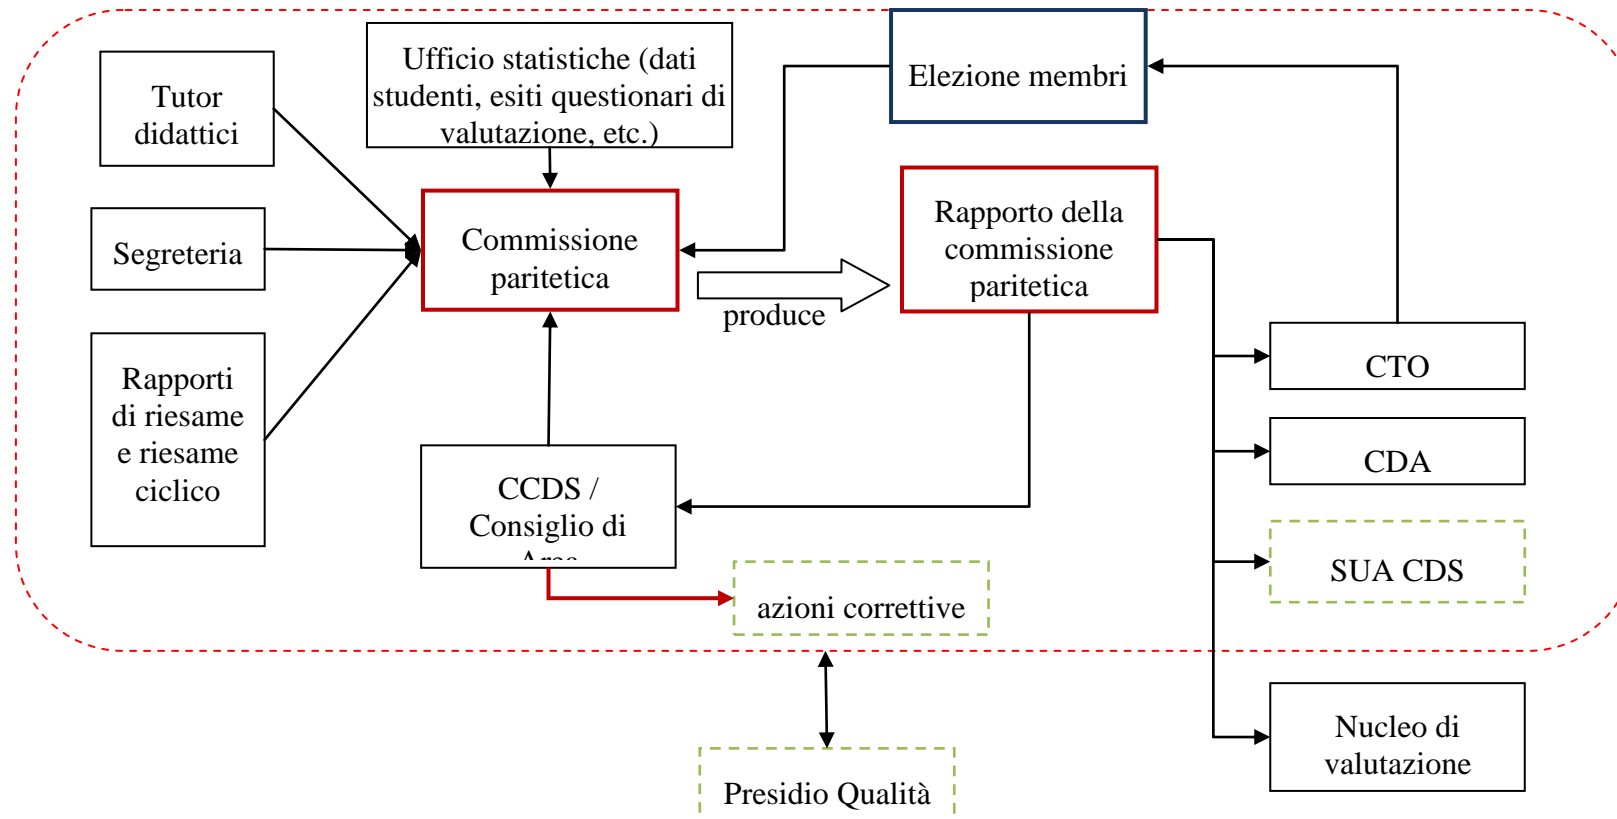 Ufficio statistiche (dati
studenti, esiti questionari di
valutazione, etc.)
Elezione membri
Tutor
didattici
Segreteria
Commissione
paritetica
Rapporto della
commissione
paritetica
produce
Rapporti
di riesame
e riesame
ciclico
CTO
CDA
CCDS /
Consiglio di
SUA CDS
azioni correttive
Nucleo di
valutazione
Presidio Qualità